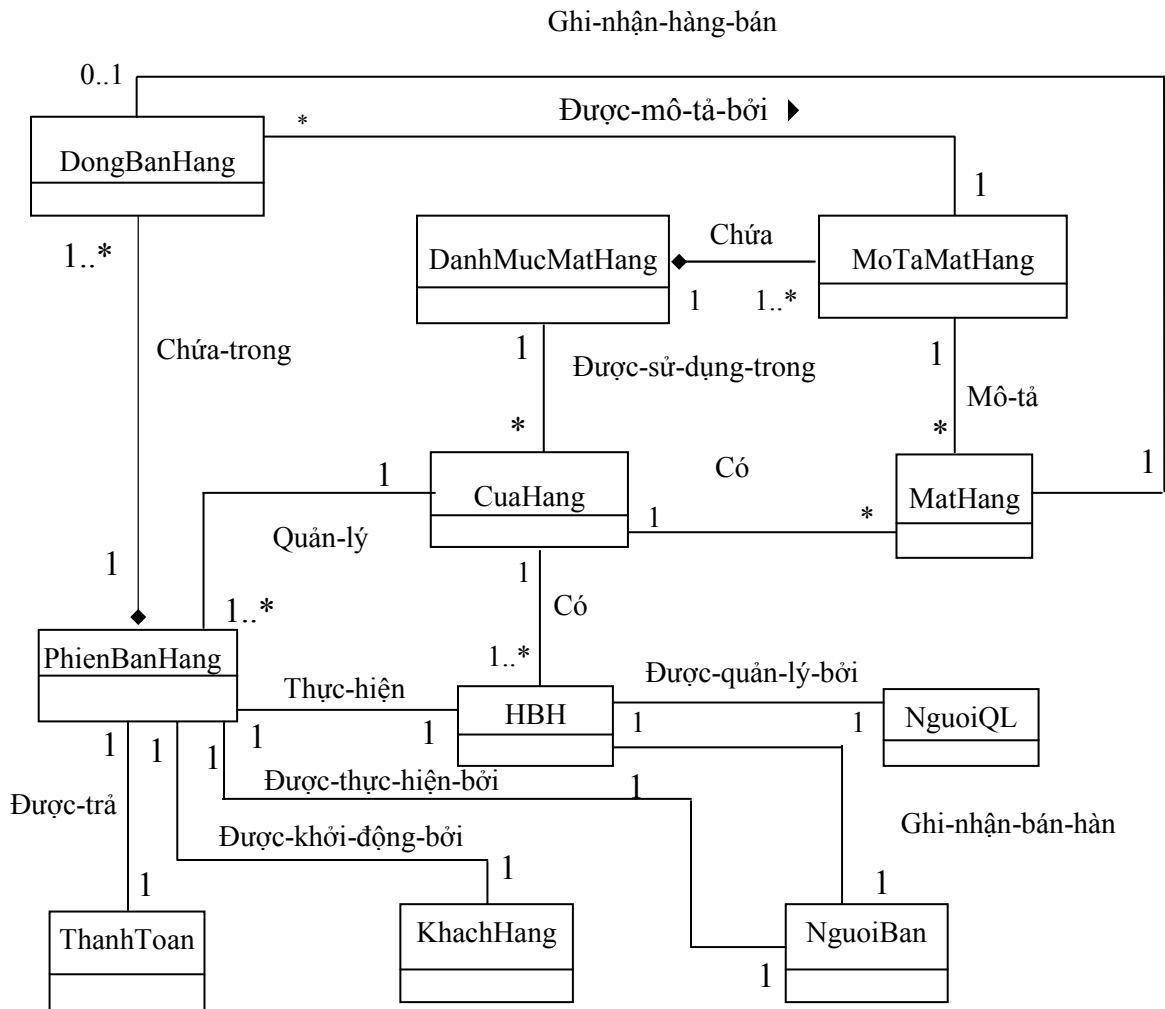 Ghi-nhận-hàng-bán
0..1
* Được-mô-tả-bởi
DongBanHang
1
1..*
Chứa
DanhMucMatHang
MoTaMatHang
1 1..*
Chứa-trong
1
Được-sử-dụng-trong
1
Mô-tả
*
*
1
Có
1
CuaHang
MatHang
1 *
Quản-lý
1
1
Có
1..*
1..*
PhienBanHang
Thực-hiện
Được-quản-lý-bởi
HBH
NguoiQL
1 1 1 1 1 1 1
Được-thực-hiện-bởi 1
Được-trả
Ghi-nhận-bán-hàn
Được-khởi-động-bởi
1 1 1
ThanhToan
KhachHang
NguoiBan
1